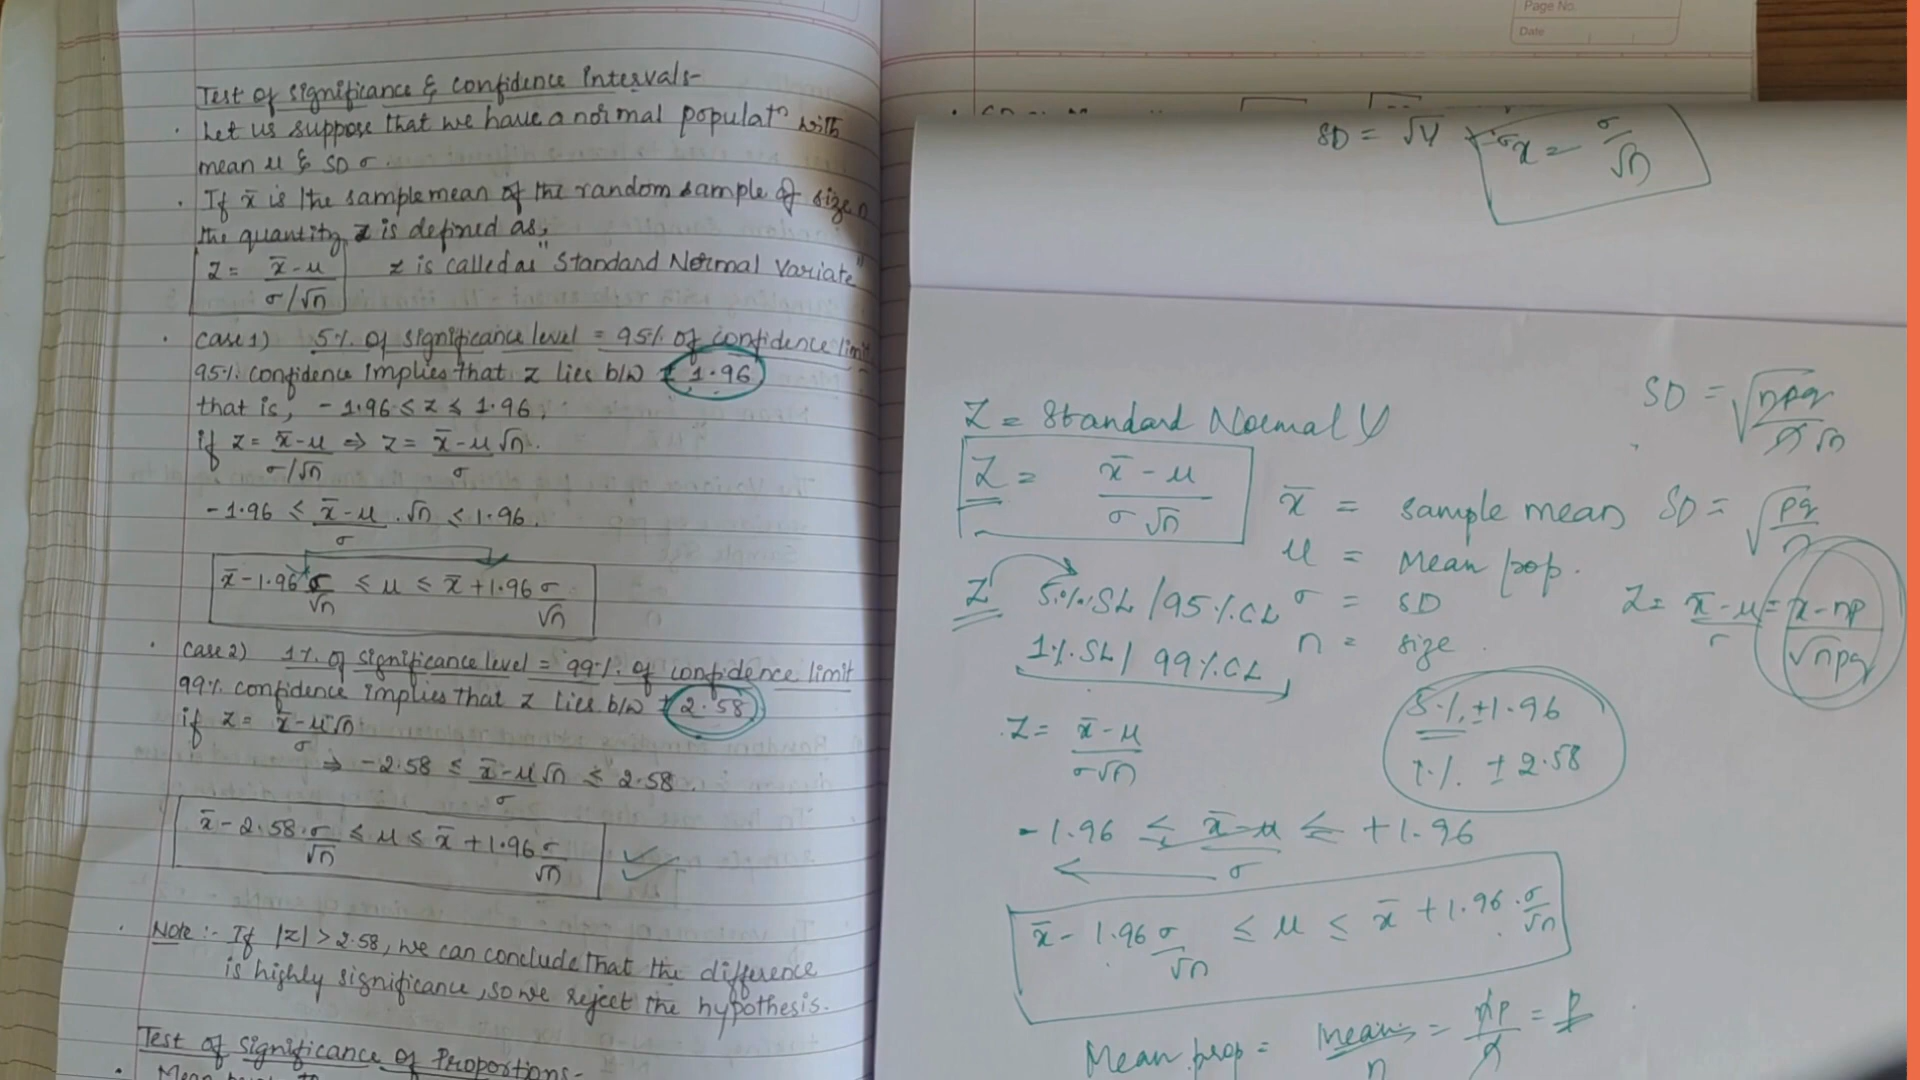 Test of significance & confidence Intervals-
. Let us suppose that we have a normal populatⁿ with
mean μ & SD σ.
. If x̄ is the sample mean of the random sample of size n
the quantity z is defined as,
z = x̄-μ / σ/√n    z is called as "Standard Normal Variate"
. case 1) 5% of significance level = 95% of confidence limit
95% confidence implies that z lies b/w ± 1.96
that is, -1.96 ≤ z ≤ 1.96,
if z = x̄-μ / σ/√n ⇒ z = x̄-μ √n / σ.
-1.96 ≤ x̄-μ / σ . √n ≤ 1.96.
x̄ - 1.96 σ/√n ≤ μ ≤ x̄ + 1.96 σ/√n
. case 2) 1% of significance level = 99% of confidence limit
99% confidence implies that z lies b/w ± 2.58
if z = x̄-μ √n / σ
⇒ -2.58 ≤ x̄-μ √n / σ ≤ 2.58.
x̄ - 2.58 . σ/√n ≤ μ ≤ x̄ + 1.96 σ/√n
. Note :- If |z| > 2.58, we can conclude that the difference
is highly significance, so we reject the hypothesis.
Test of significance of Proportions-
Page No.
Date
SD =
x = σ/√n
Z = Standard Normal V
SD = √npq / n √n
Z = x̄ - μ / σ √n
x̄ = sample mean
SD = √pq/n
μ = Mean pop.
Z 5% SL / 95% CL
σ = SD
Z = x̄ - μ / σ = x - np / √npq
1% SL / 99% CL
n = size
5% ± 1.96
1% ± 2.58
Z = x̄ - μ / σ√n
-1.96 ≤ x̄ - μ / σ ≤ +1.96
x̄ - 1.96 σ/√n ≤ μ ≤ x̄ + 1.96 . σ/√n
Mean prop = mean / n = np / n = p